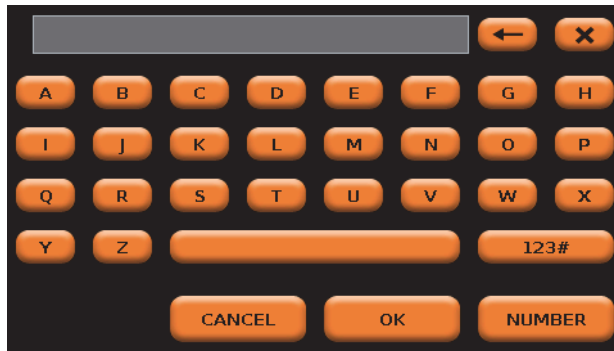 A B C D E F G H
I J K L M N O P
Q R S T U V W X
Y Z 123#
CANCEL OK NUMBER